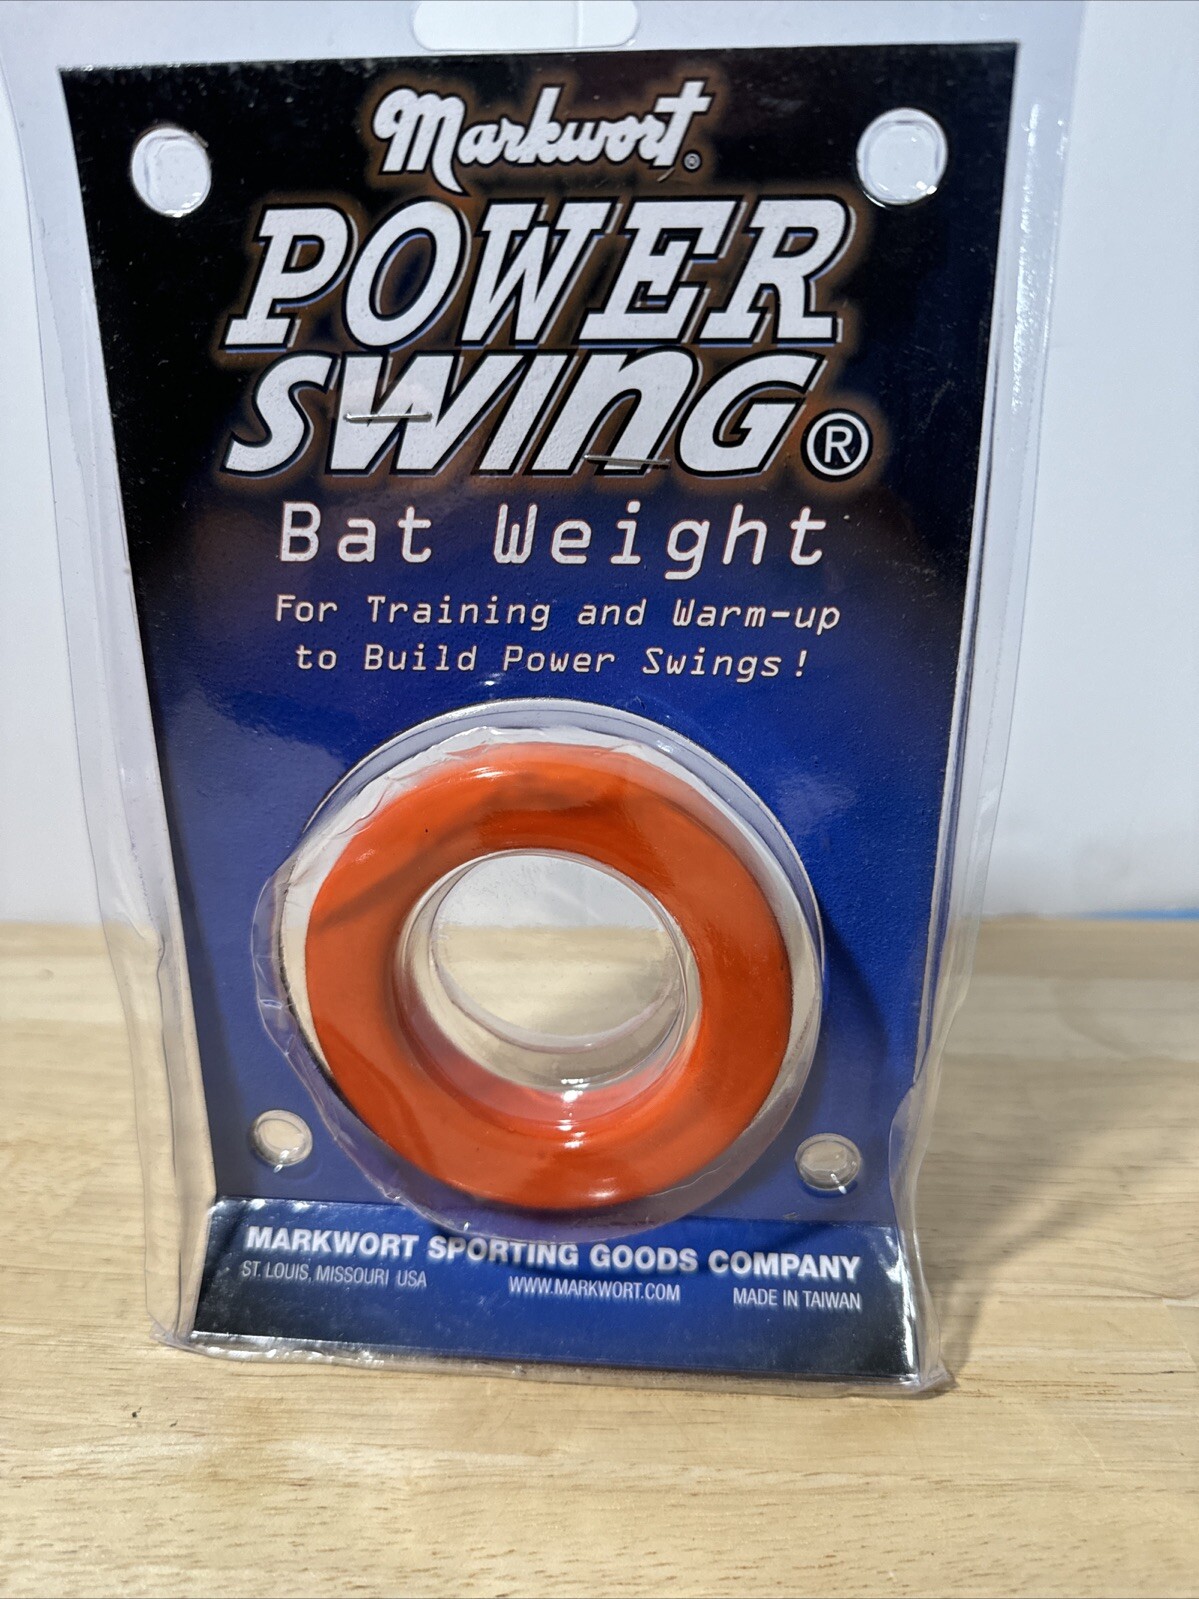 Markwort®
POWER
SWING®
Bat Weight
For Training and Warm-up
to Build Power Swings!
MARKWORT SPORTING GOODS COMPANY
ST. LOUIS, MISSOURI USA WWW.MARKWORT.COM MADE IN TAIWAN